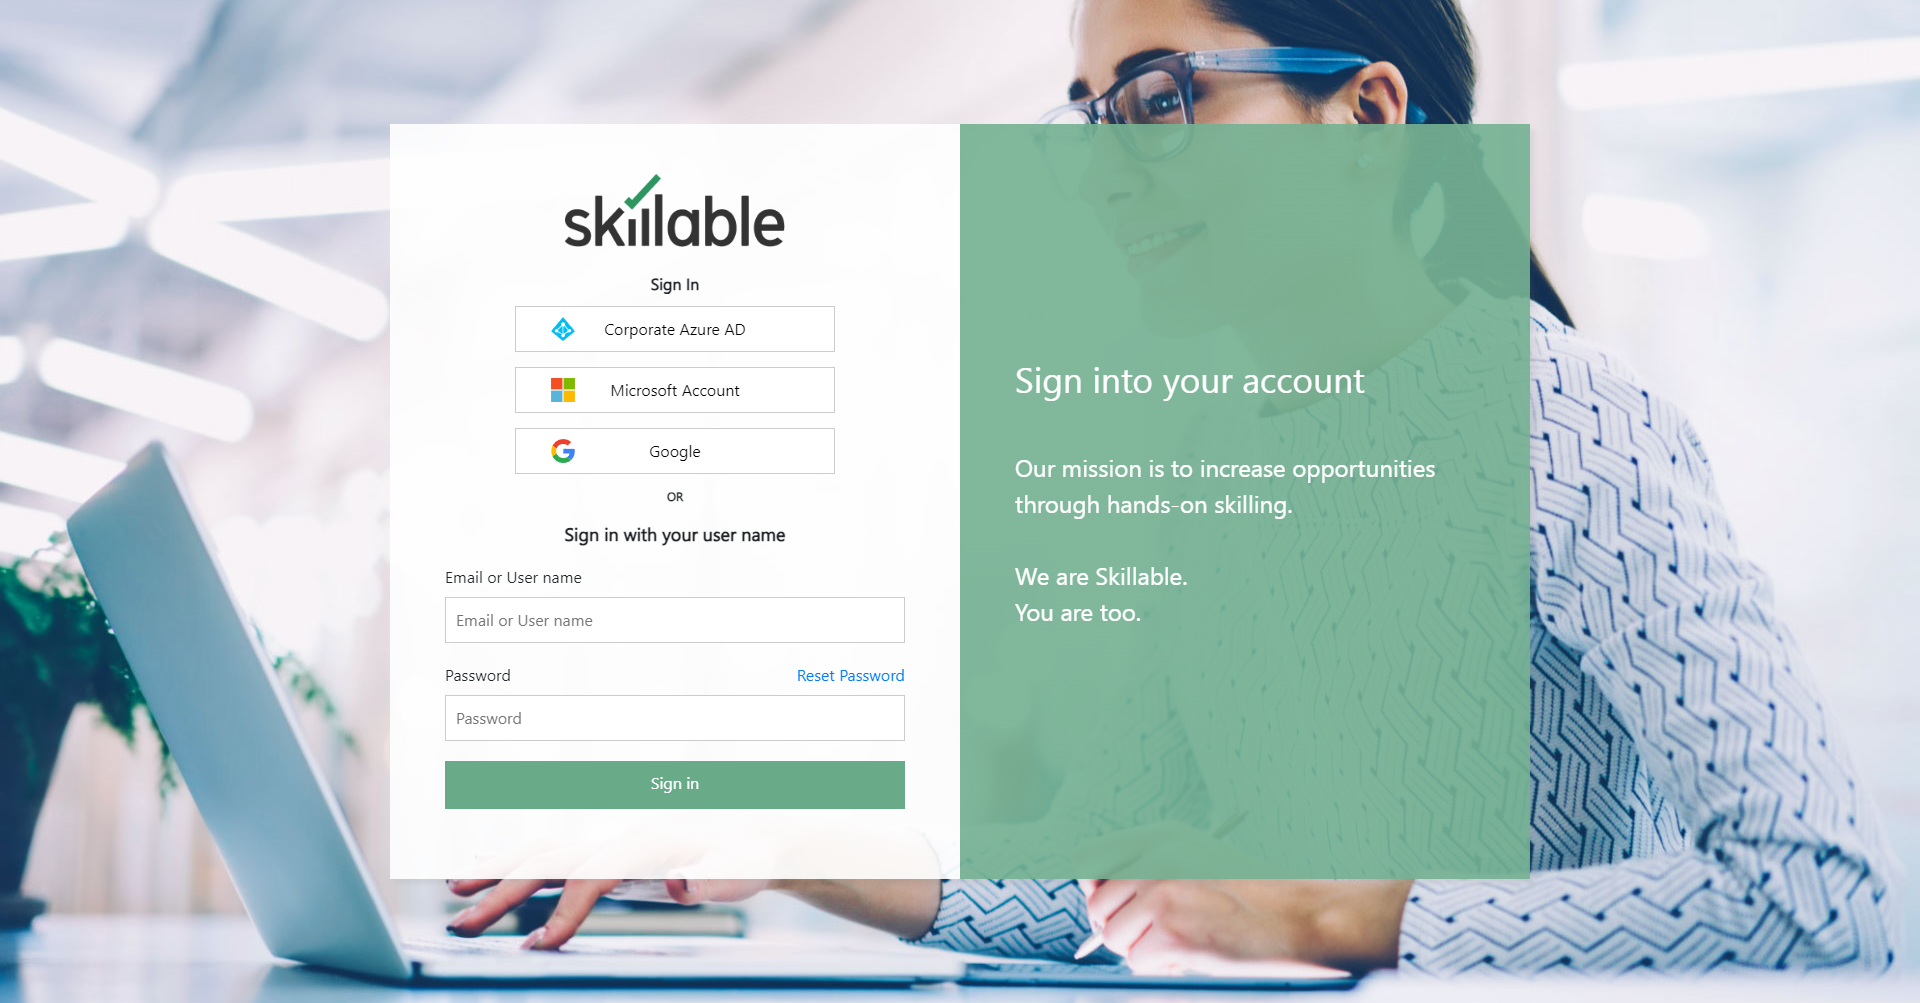 skillable
Sign In
Corporate Azure AD
Microsoft Account
Google
OR
Sign in with your user name
Email or User name
Email or User name
Password Reset Password
Password
Sign in
Sign into your account
Our mission is to increase opportunities
through hands-on skilling.
We are Skillable.
You are too.